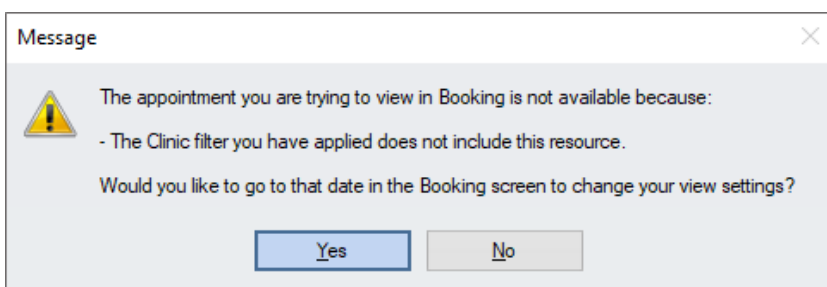 Message
The appointment you are trying to view in Booking is not available because:
- The Clinic filter you have applied does not include this resource.
Would you like to go to that date in the Booking screen to change your view settings?
Yes
No